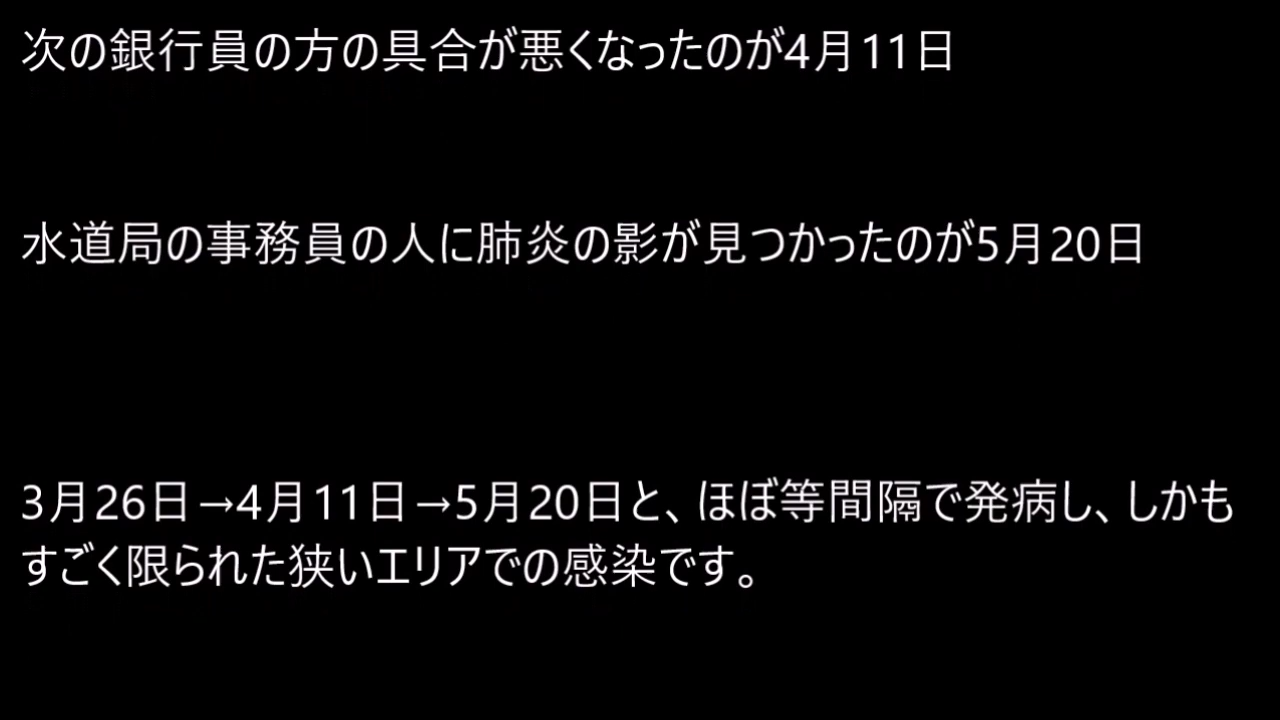 次の銀行員の方の具合が悪くなったのが4月11日
水道局の事務員の人に肺炎の影が見つかったのが5月20日
3月26日→4月11日→5月20日と、ほぼ等間隔で発病し、しかも
すごく限られた狭いエリアでの感染です。